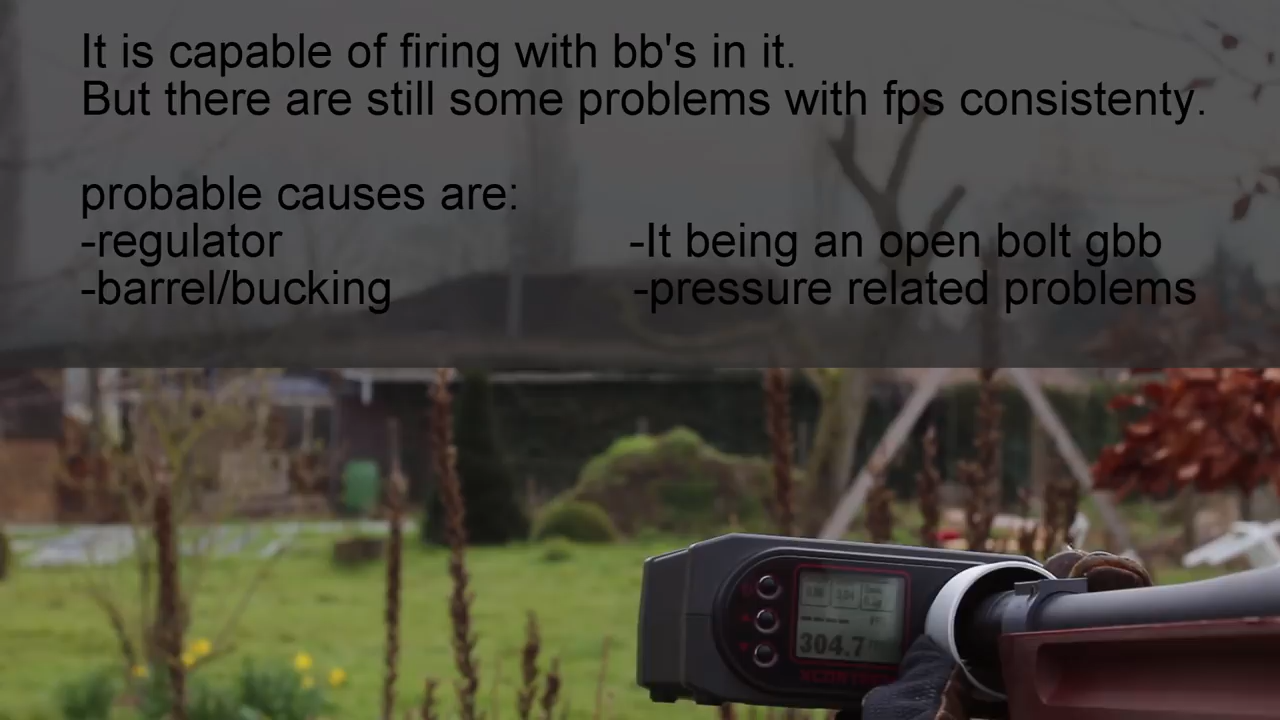 It is capable of firing with bb's in it.
But there are still some problems with fps consistenty.
probable causes are:
-regulator
-barrel/bucking
-It being an open bolt gbb
-pressure related problems
304.7